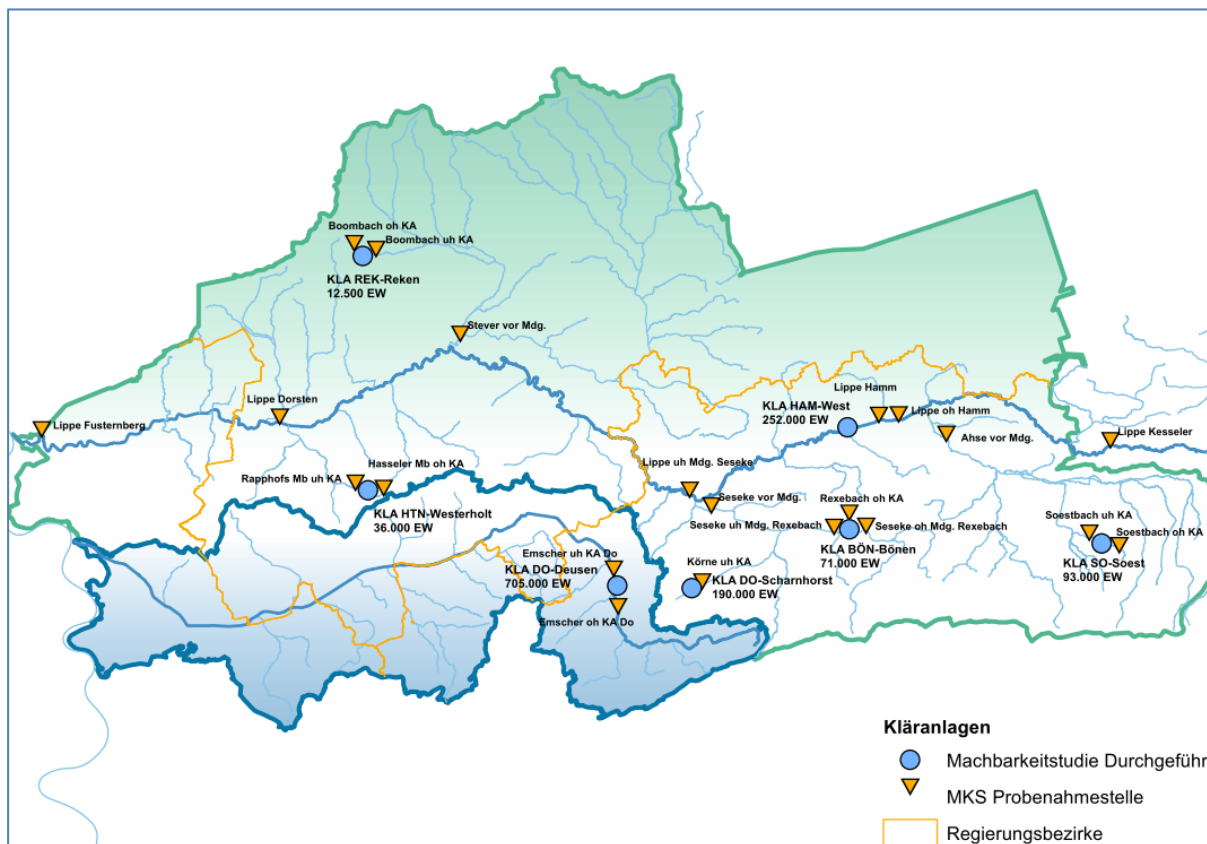 Boombach oh KA
Boombach uh KA
KLA REK-Reken
12.500 EW
Stever vor Mdg.
Lippe Dorsten
Lippe Fusternberg
Lippe Hamm
KLA HAM-West
252.000 EW
Lippe oh Hamm
Ahse vor Mdg.
Lippe Kesseler
Hasseler Mb oh KA
Rapphofs Mb uh KA
KLA HTN-Westerholt
36.000 EW
Lippe uh Mdg. Seseke
Seseke vor Mdg.
Rexebach oh KA
Seseke uh Mdg. Rexebach
Seseke oh Mdg. Rexebach
KLA BÖN-Bönen
71.000 EW
Soestbach uh KA
Soestbach oh KA
KLA SO-Soest
93.000 EW
Emscher uh KA Do
KLA DO-Deusen
705.000 EW
Emscher oh KA Do
Körne uh KA
KLA DO-Scharnhorst
190.000 EW
Kläranlagen
Machbarkeitstudie Durchgeführ
MKS Probenahmestelle
Regierungsbezirke